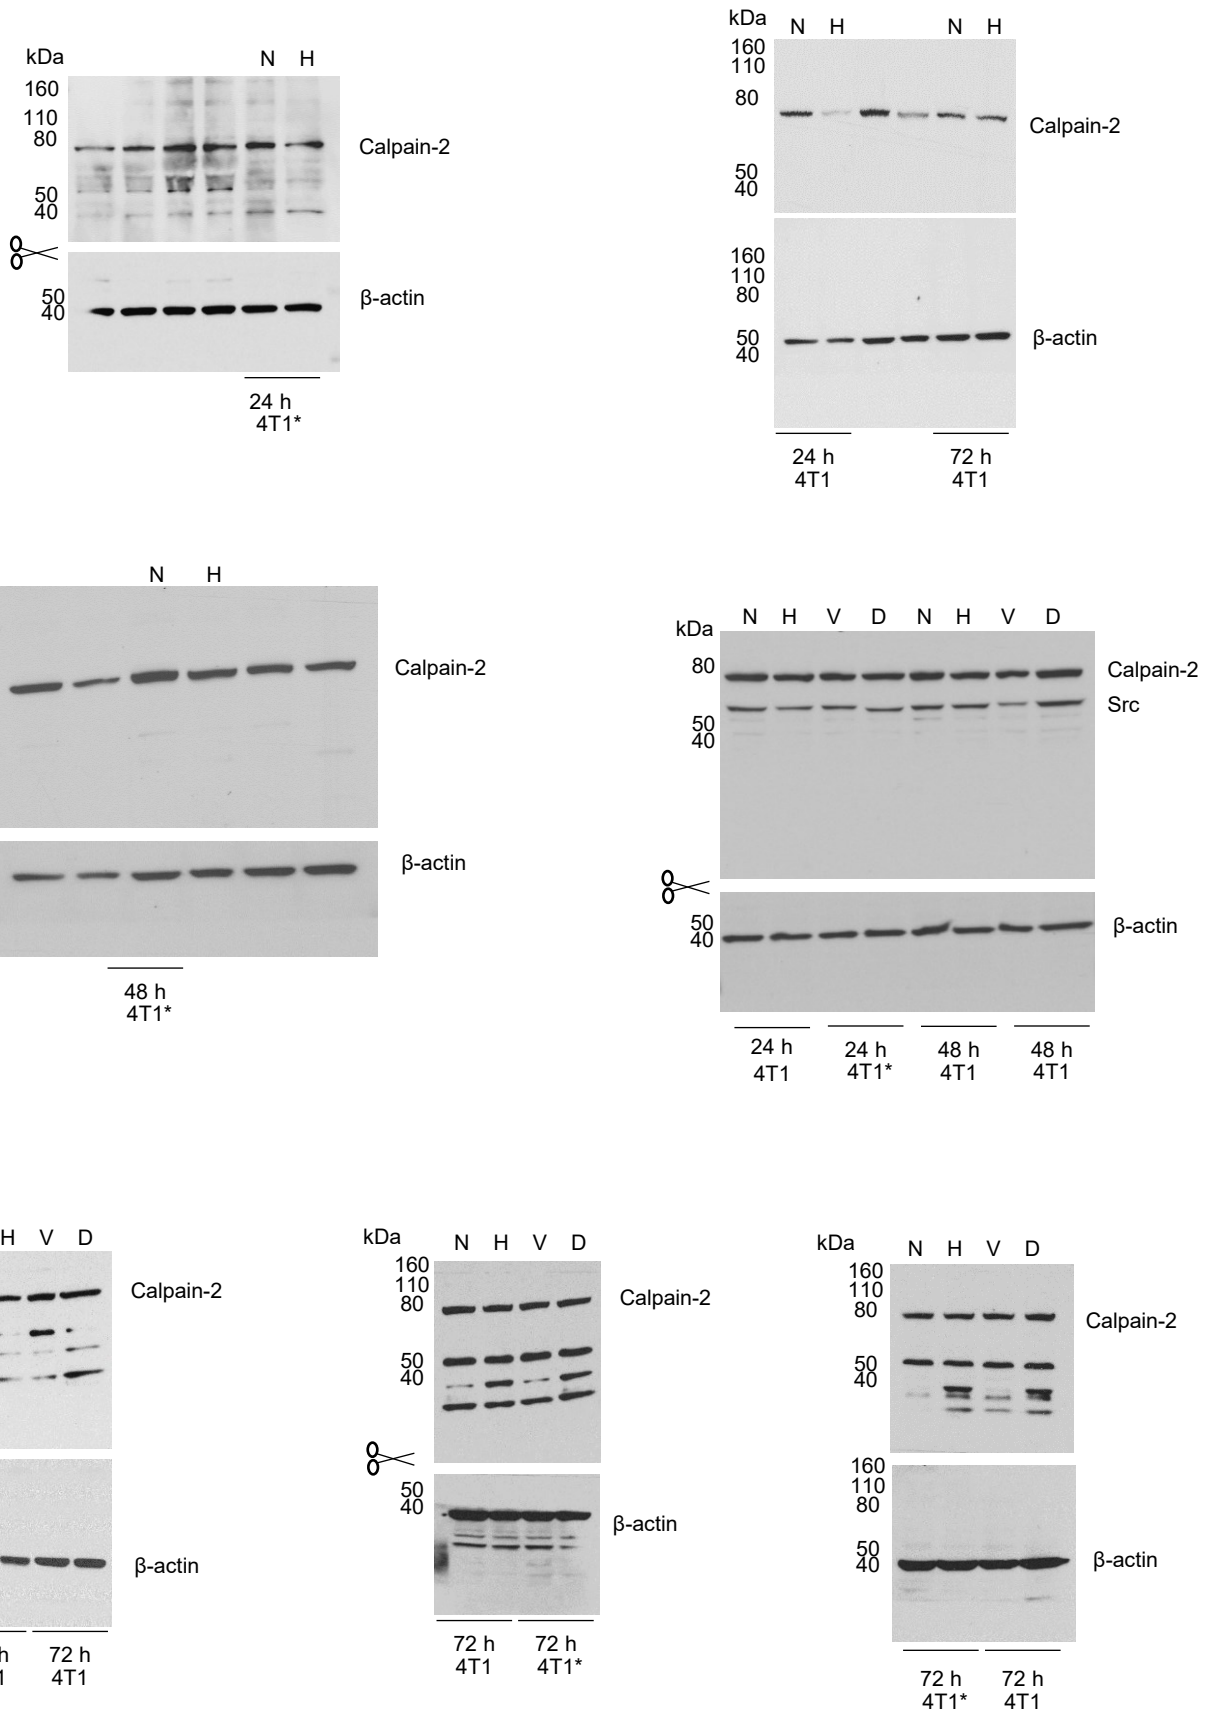 kDa
N H
160
110
80
Calpain-2
50
40
50
40
β-actin
24 h
4T1*
kDa
N H N H
160
110
80
Calpain-2
50
40
160
110
80
50
40
β-actin
24 h 72 h
4T1 4T1
N H
Calpain-2
β-actin
48 h
4T1*
N H V D N H V D
kDa
80
Calpain-2
Src
50
40
50
40
β-actin
24 h 24 h 48 h 48 h
4T1 4T1* 4T1 4T1
H V D
Calpain-2
β-actin
h 72 h
1 4T1
kDa
N H V D
160
110
80
Calpain-2
50
40
50
40
β-actin
72 h 72 h
4T1 4T1*
kDa
N H V D
160
110
80
Calpain-2
50
40
160
110
80
50
40
β-actin
72 h 72 h
4T1* 4T1